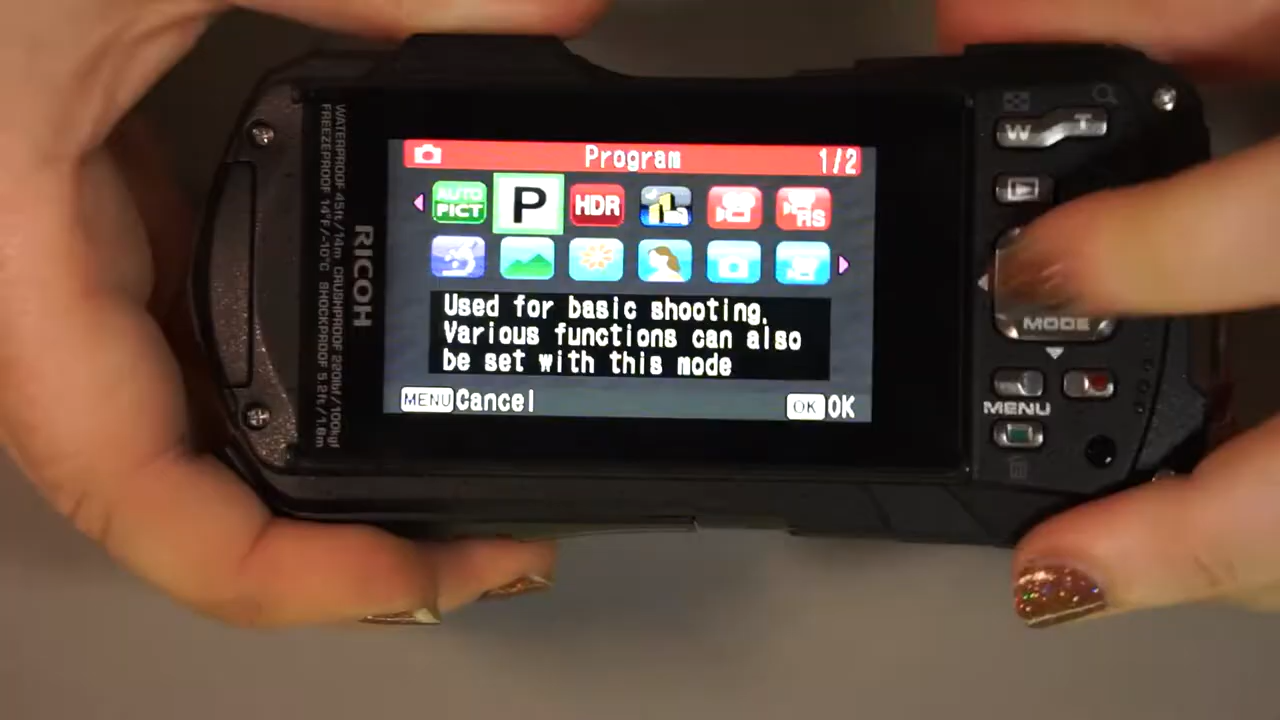 WATERPROOF 45ft/14m CRUSHPROOF 220lbf/100kgf
FREEZEPROOF 14°F/-10°C SHOCKPROOF 5.2ft/1.6m
RICOH
Program 1/2
AUTO
PICT
P
HDR
HS
Used for basic shooting.
Various functions can also
be set with this mode
MENU Cancel
OK OK
W
T
MODE
MENU